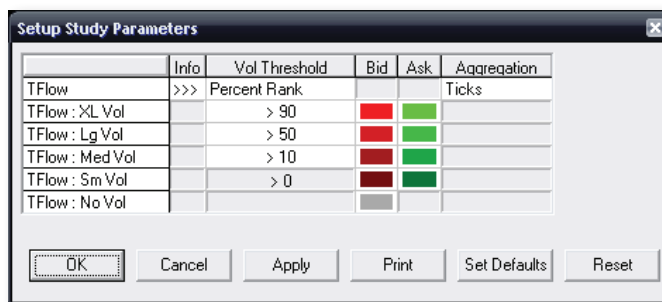 Setup Study Parameters
Info Vol Threshold Bid Ask Aggregation
TFlow >>> Percent Rank Ticks
TFlow : XL Vol > 90
TFlow : Lg Vol > 50
TFlow : Med Vol > 10
TFlow : Sm Vol > 0
TFlow : No Vol
OK Cancel Apply Print Set Defaults Reset